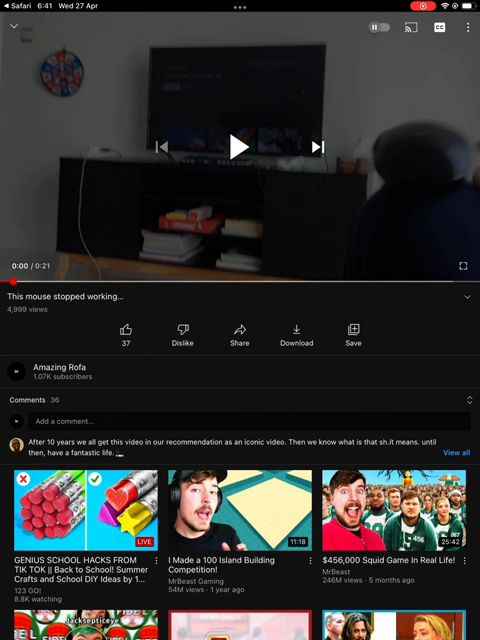 Safari 6:41 Wed 27 Apr
0:00 / 0:21
This mouse stopped working...
4,999 views
37 Dislike Share Download Save
Amazing Rofa
1.07K subscribers
Comments 36
Add a comment...
After 10 years we all get this video in our recommendation as an iconic video. Then we know what is that sh.it means. until
then, have a fantastic life.
View all
LIVE
11:18
25:42
GENIUS SCHOOL HACKS FROM
TIK TOK || Back to School! Summer
Crafts and School DIY Ideas by 1...
123 GO!
8.8K watching
I Made a 100 Island Building
Competition!
MrBeast Gaming
54M views · 1 year ago
$456,000 Squid Game In Real Life!
MrBeast
246M views · 5 months ago
Jacksepticeye